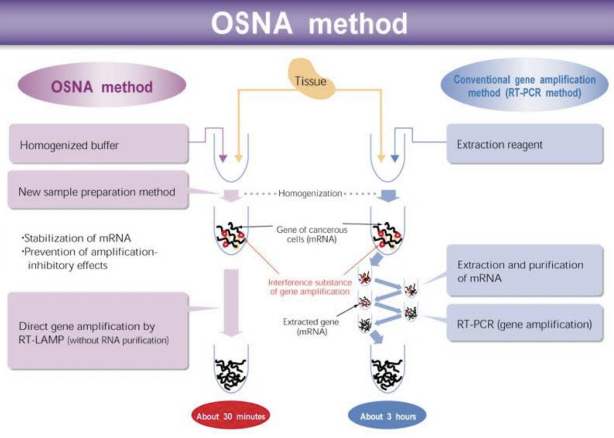 OSNA method
OSNA method
Tissue
Conventional gene amplification
method (RT-PCR method)
Homogenized buffer
Extraction reagent
New sample preparation method
Homogenization
Gene of cancerous
cells (mRNA)
•Stabilization of mRNA
•Prevention of amplification-
inhibitory effects
Interference substance
of gene amplification
Extraction and purification
of mRNA
Extracted gene
(mRNA)
Direct gene amplification by
RT-LAMP (without RNA purification)
RT-PCR (gene amplification)
About 30 minutes
About 3 hours